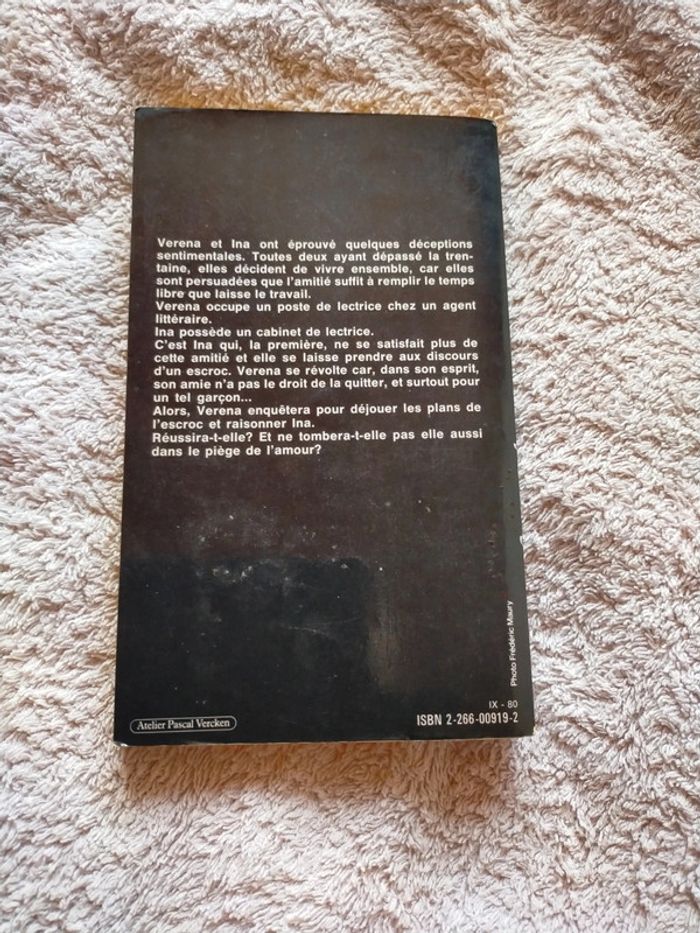 Verena et Ina ont éprouvé quelques déceptions
sentimentales. Toutes deux ayant dépassé la tren-
taine, elles décident de vivre ensemble, car elles
sont persuadées que l'amitié suffit à remplir le temps
libre que laisse le travail.
Verena occupe un poste de lectrice chez un agent
littéraire.
Ina possède un cabinet de lectrice.
C'est Ina qui, la première, ne se satisfait plus de
cette amitié et elle se laisse prendre aux discours
d'un escroc. Verena se révolte car, dans son esprit,
son amie n'a pas le droit de la quitter, et surtout pour
un tel garçon...
Alors, Verena enquêtera pour déjouer les plans de
l'escroc et raisonner Ina.
Réussira-t-elle? Et ne tombera-t-elle pas elle aussi
dans le piège de l'amour?
Photo Frédéric Maury
IX - 80
Atelier Pascal Vercken
ISBN 2-266-00919-2